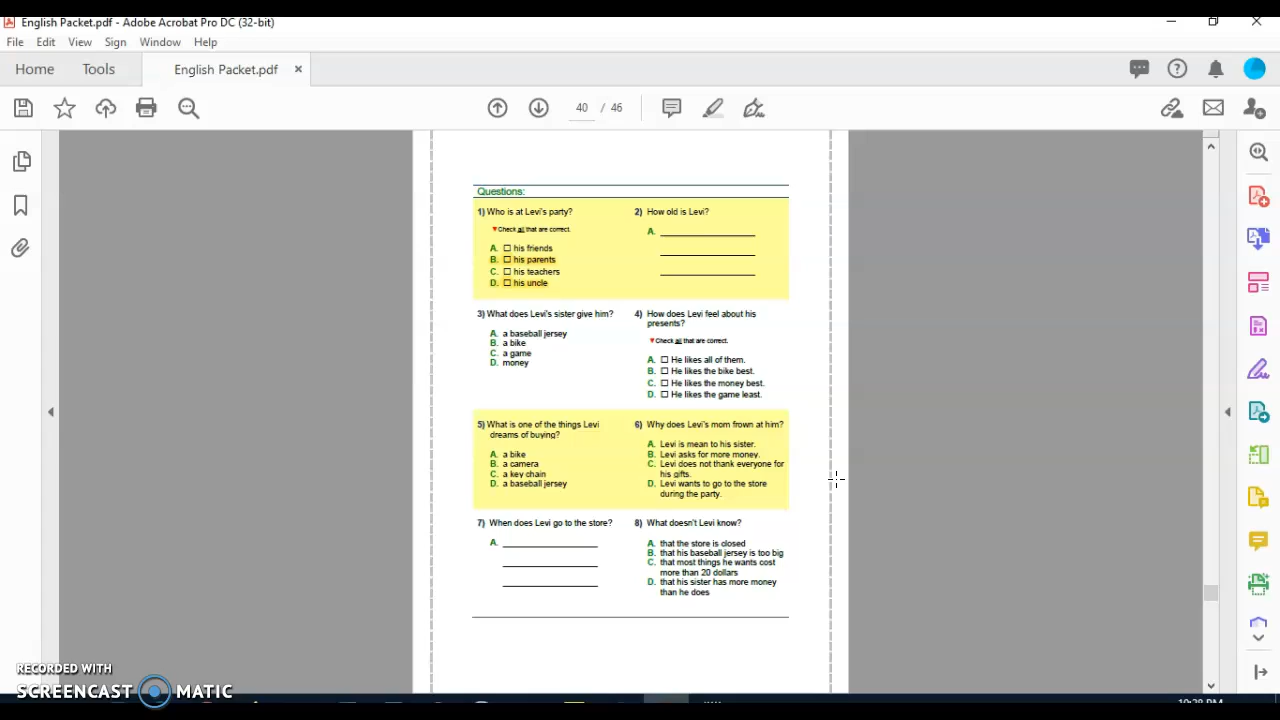 English Packet.pdf - Adobe Acrobat Pro DC (32-bit)
File Edit View Sign Window Help
Home Tools English Packet.pdf ×
40 / 46
Questions:
1) Who is at Levi's party?
▼Check all that are correct.
A. ☐ his friends
B. ☐ his parents
C. ☐ his teachers
D. ☐ his uncle
2) How old is Levi?
A.
3) What does Levi's sister give him?
A. a baseball jersey
B. a bike
C. a game
D. money
4) How does Levi feel about his
presents?
▼Check all that are correct.
A. ☐ He likes all of them.
B. ☐ He likes the bike best.
C. ☐ He likes the money best.
D. ☐ He likes the game least.
5) What is one of the things Levi
dreams of buying?
A. a bike
B. a camera
C. a key chain
D. a baseball jersey
6) Why does Levi's mom frown at him?
A. Levi is mean to his sister.
B. Levi asks for more money.
C. Levi does not thank everyone for
his gifts.
D. Levi wants to go to the store
during the party.
7) When does Levi go to the store?
A.
8) What doesn't Levi know?
A. that the store is closed
B. that his baseball jersey is too big
C. that most things he wants cost
more than 20 dollars
D. that his sister has more money
than he does
RECORDED WITH
SCREENCAST MATIC